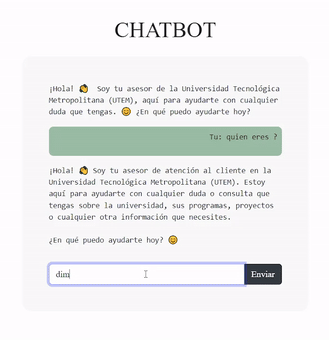 CHATBOT
¡Hola! 🙋 Soy tu asesor de la Universidad Tecnológica
Metropolitana (UTEM), aquí para ayudarte con cualquier
duda que tengas. 😊 ¿En qué puedo ayudarte hoy?
Tu: quien eres ?
¡Hola! 🙋 Soy tu asesor de atención al cliente en la
Universidad Tecnológica Metropolitana (UTEM). Estoy
aquí para ayudarte con cualquier duda o consulta que
tengas sobre la universidad, sus programas, proyectos
o cualquier otra información que necesites.
¿En qué puedo ayudarte hoy? 😊
dim
Enviar